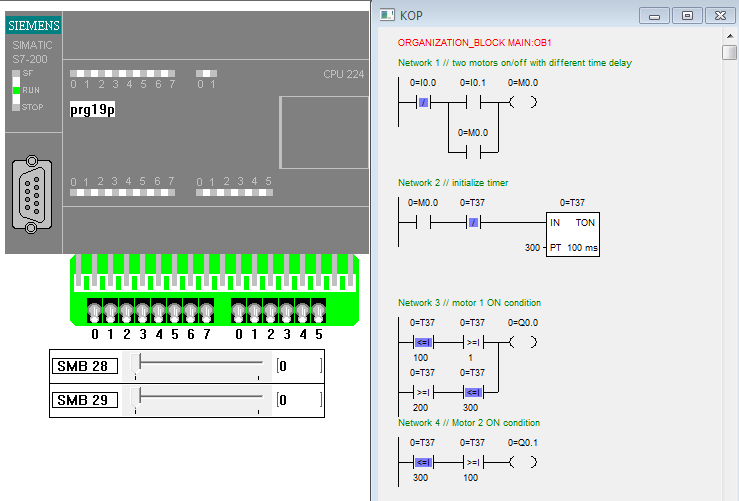 SIEMENS
SIMATIC
S7-200
SF
RUN
STOP
0 1 2 3 4 5 6 7 0 1
CPU 224
prg19p
0 1 2 3 4 5 6 7 0 1 2 3 4 5
0 1 2 3 4 5 6 7 0 1 2 3 4 5
SMB 28 [0 ]
SMB 29 [0 ]
KOP
ORGANIZATION_BLOCK MAIN:OB1
Network 1 // two motors on/off with different time delay
0=I0.0 0=I0.1 0=M0.0
/
0=M0.0
Network 2 // initialize timer
0=M0.0 0=T37 0=T37
/ IN TON
300 PT 100 ms
Network 3 // motor 1 ON condition
0=T37 0=T37 0=Q0.0
<=I >=I
100 1
0=T37 0=T37
>=I <=I
200 300
Network 4 // Motor 2 ON condition
0=T37 0=T37 0=Q0.1
<=I >=I
300 100